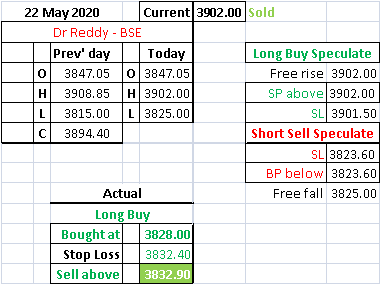 22 May 2020 Current 3902.00 Sold
Dr Reddy - BSE
Prev' day Today Long Buy Speculate
O 3847.05 O 3847.05 Free rise 3902.00
H 3908.85 H 3902.00 SP above 3902.00
L 3815.00 L 3825.00 SL 3901.50
C 3894.40 Short Sell Speculate
SL 3823.60
BP below 3823.60
Actual Free fall 3825.00
Long Buy
Bought at 3828.00
Stop Loss 3832.40
Sell above 3832.90